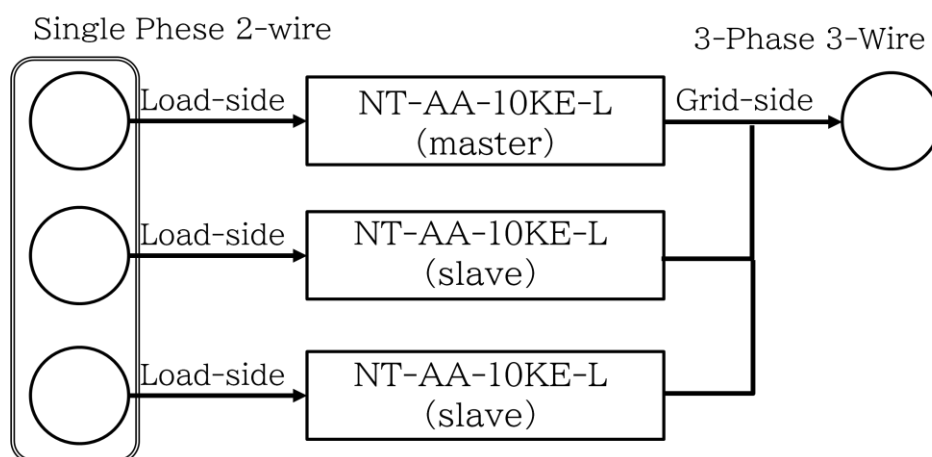 Single Phese 2-wire
3-Phase 3-Wire
Load-side
NT-AA-10KE-L
(master)
Grid-side
Load-side
NT-AA-10KE-L
(slave)
Load-side
NT-AA-10KE-L
(slave)